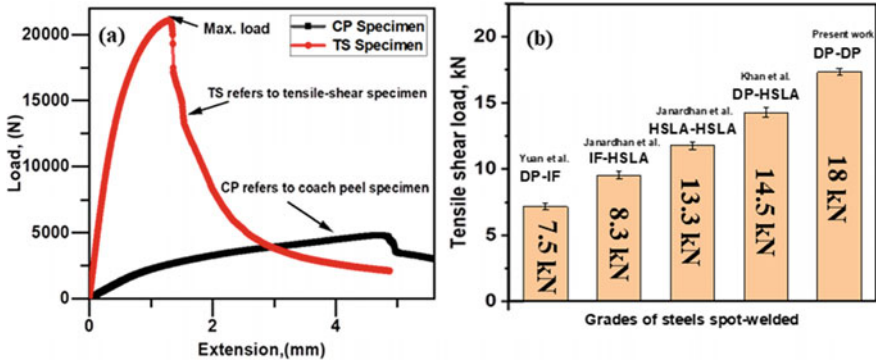 (a)
CP Specimen
TS Specimen
Max. load
TS refers to tensile-shear specimen
CP refers to coach peel specimen
Load, (N)
20000
15000
10000
5000
0
0
2
4
Extension,(mm)
(b)
Tensile shear load, kN
20
15
10
5
0
Yuan et al.
DP-IF
7.5 kN
Janardhan et al.
IF-HSLA
8.3 kN
Janardhan et al.
HSLA-HSLA
13.3 kN
Khan et al.
DP-HSLA
14.5 kN
Present work
DP-DP
18 kN
Grades of steels spot-welded